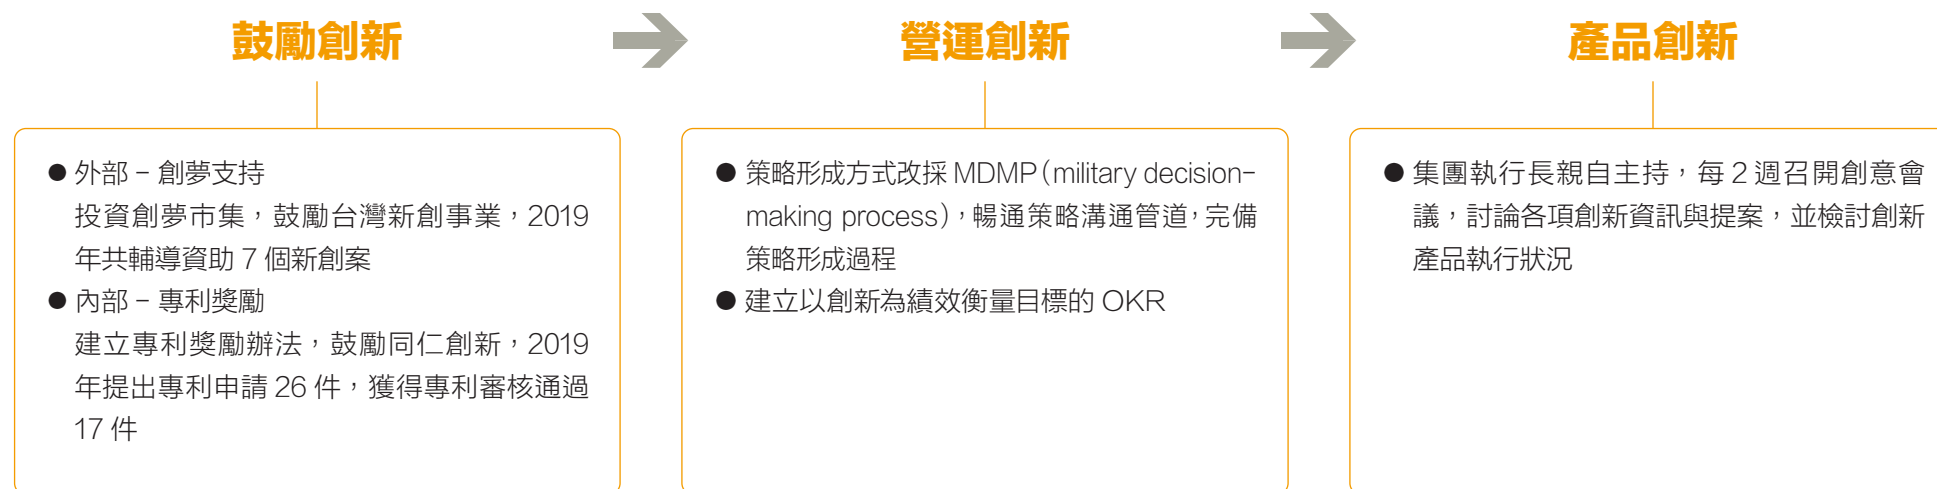 鼓勵創新
營運創新
產品創新
● 外部 – 創夢支持
投資創夢市集，鼓勵台灣新創事業，2019
年共輔導資助 7 個新創案
● 內部 – 專利獎勵
建立專利獎勵辦法，鼓勵同仁創新，2019
年提出專利申請 26 件，獲得專利審核通過
17 件
● 策略形成方式改採 MDMP（military decision-
making process），暢通策略溝通管道，完備
策略形成過程
● 建立以創新為績效衡量目標的 OKR
● 集團執行長親自主持，每 2 週召開創意會
議，討論各項創新資訊與提案，並檢討創新
產品執行狀況